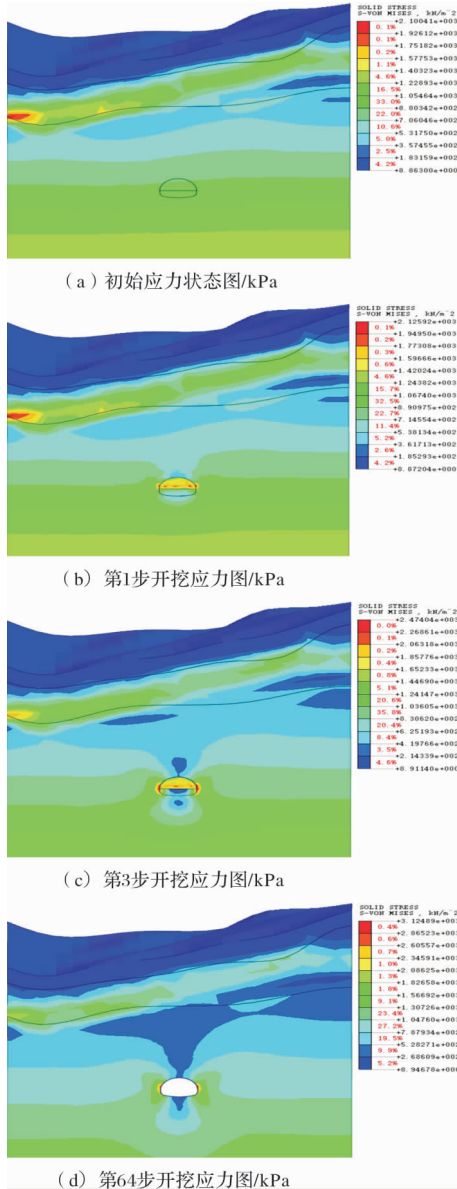 SOLID STRESS
S-VON MISES , kN/m^2
+2.10041e+003
0.1%
+1.92612e+003
0.1%
+1.75182e+003
0.2%
+1.57753e+003
1.1%
+1.40323e+003
4.6%
+1.22893e+003
16.5%
+1.05464e+003
33.0%
+8.80342e+002
22.0%
+7.06046e+002
10.6%
+5.31750e+002
5.0%
+3.57455e+002
2.5%
+1.83159e+002
4.2%
+8.86300e+000
(a)初始应力状态图/kPa
SOLID STRESS
S-VON MISES , kN/m^2
+2.12592e+003
0.1%
+1.94950e+003
0.2%
+1.77308e+003
0.3%
+1.59666e+003
0.6%
+1.42024e+003
4.6%
+1.24382e+003
15.7%
+1.06740e+003
32.5%
+8.90975e+002
22.7%
+7.14554e+002
11.4%
+5.38134e+002
5.2%
+3.61713e+002
2.6%
+1.85293e+002
4.2%
+8.87204e+000
(b)第1步开挖应力图/kPa
SOLID STRESS
S-VON MISES , kN/m^2
+2.47404e+003
0.0%
+2.26861e+003
0.1%
+2.06318e+003
0.2%
+1.85776e+003
0.4%
+1.65233e+003
0.8%
+1.44690e+003
5.1%
+1.24147e+003
20.6%
+1.03605e+003
35.8%
+8.30620e+002
20.4%
+6.25193e+002
8.4%
+4.19766e+002
3.5%
+2.14339e+002
4.6%
+8.91140e+000
(c)第3步开挖应力图/kPa
SOLID STRESS
S-VON MISES , kN/m^2
+3.12489e+003
0.4%
+2.86523e+003
0.6%
+2.60557e+003
0.7%
+2.34591e+003
1.0%
+2.08625e+003
1.3%
+1.82658e+003
1.8%
+1.56692e+003
9.1%
+1.30726e+003
23.4%
+1.04760e+003
27.2%
+7.87934e+002
19.5%
+5.28271e+002
9.9%
+2.68609e+002
5.2%
+8.94678e+000
(d)第64步开挖应力图/kPa